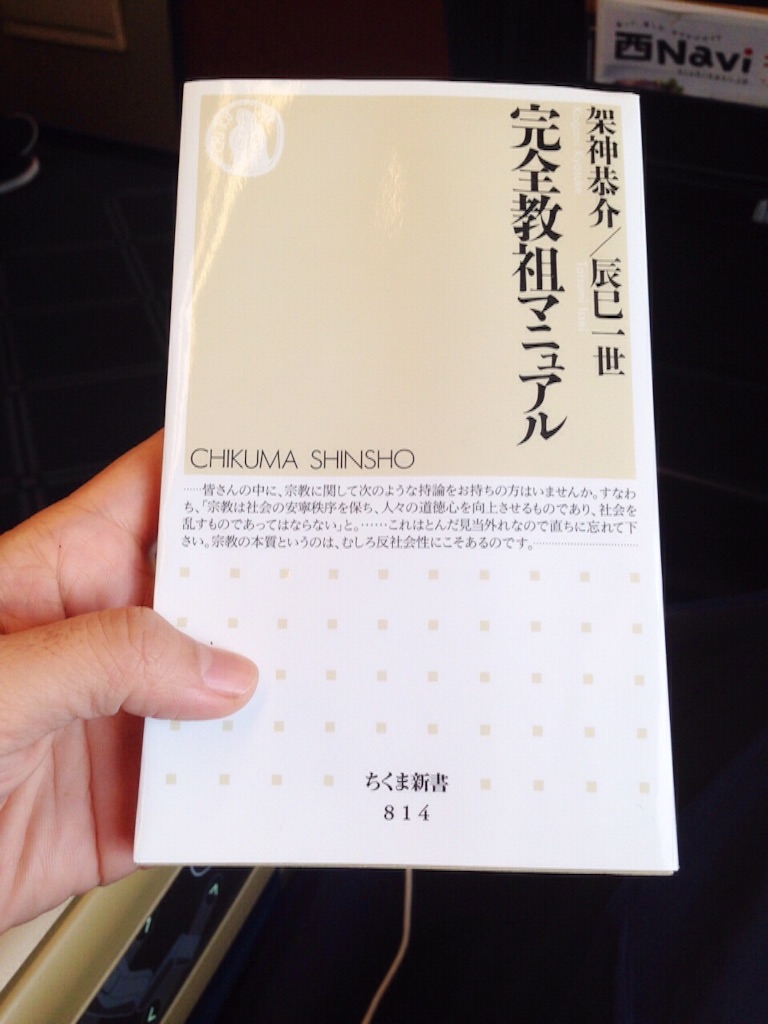 西Navi
架神恭介／辰巳一世
完全教祖マニュアル
CHIKUMA SHINSHO
……皆さんの中に、宗教に関して次のような持論をお持ちの方はいませんか。すなわ
ち、「宗教は社会の安寧秩序を保ち、人々の道徳心を向上させるものであり、社会を
乱すものであってはならない」と。……これはとんだ見当外れなので直ちに忘れて下
さい。宗教の本質というのは、むしろ反社会性にこそあるのです。……………………
ちくま新書
814